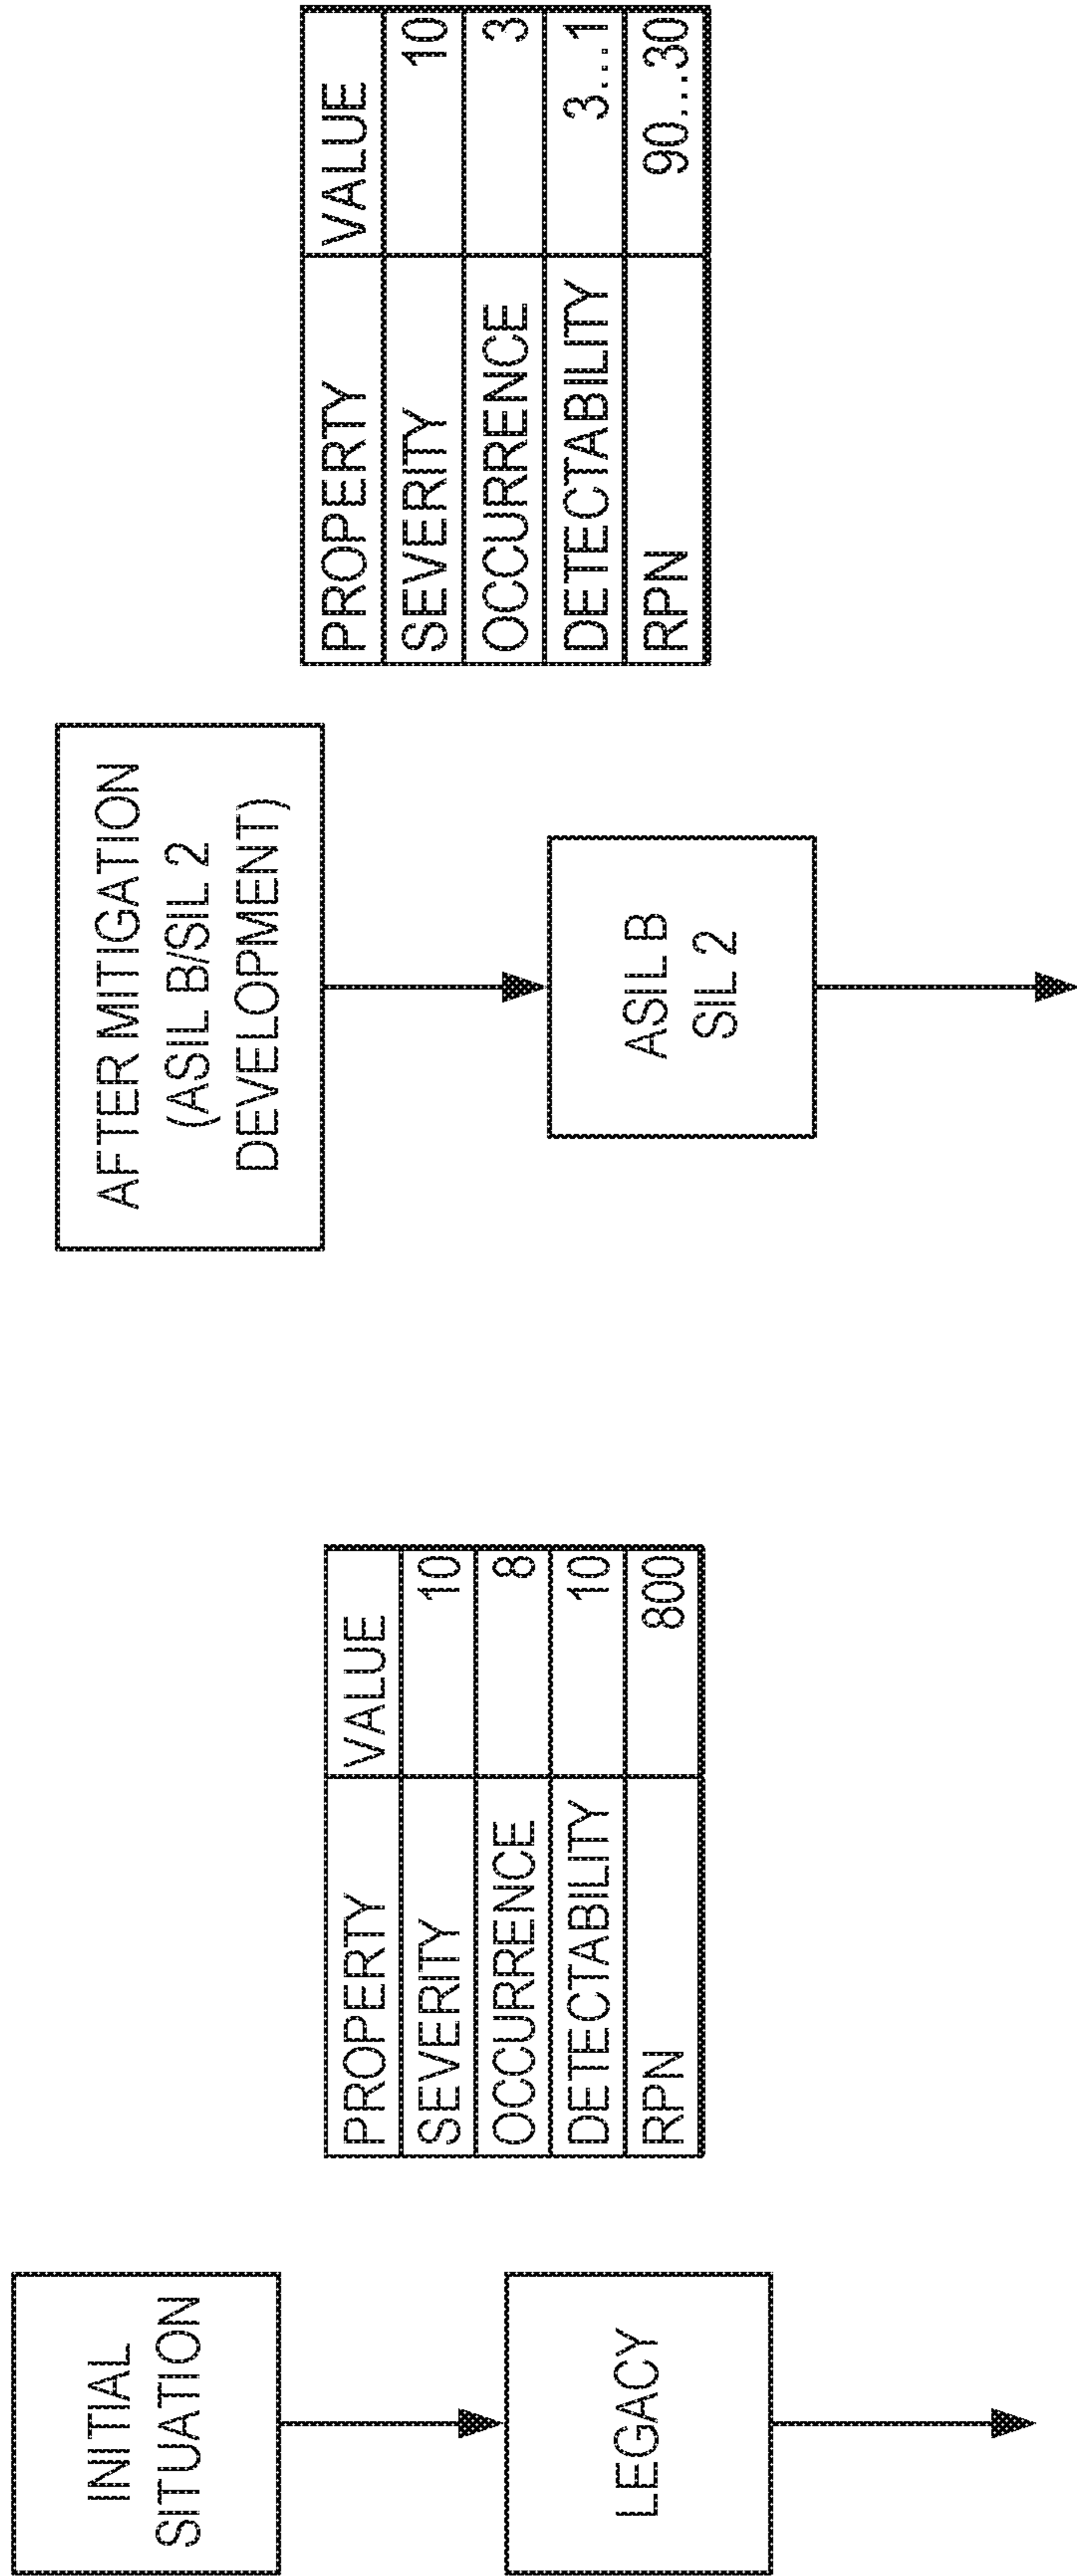 INITIAL
SITUATION
LEGACY
PROPERTY VALUE
SEVERITY 10
OCCURRENCE 8
DETECTABILITY 10
RPN 800
AFTER MITIGATION
(ASIL B/SIL 2
DEVELOPMENT)
ASIL B
SIL 2
PROPERTY VALUE
SEVERITY 10
OCCURRENCE 3
DETECTABILITY 3...1
RPN 90...30